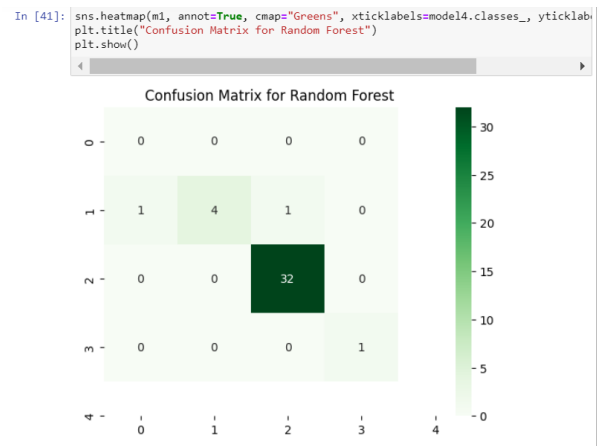 In [41]: sns.heatmap(m1, annot=True, cmap="Greens", xticklabels=model4.classes_, yticklab
plt.title("Confusion Matrix for Random Forest")
plt.show()
Confusion Matrix for Random Forest
0 0 0 0 0
1 1 4 1 0
2 0 0 32 0
3 0 0 0 1
4
0 1 2 3 4
30
25
20
15
10
5
0